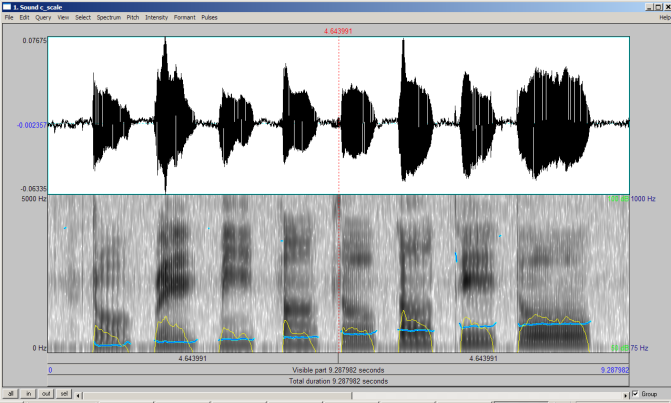 1. Sound c_scale
File Edit Query View Select Spectrum Pitch Intensity Formant Pulses Help
4.643991
0.07675
-0.002357
-0.06335
5000 Hz
1000 Hz
0 Hz
75 Hz
4.643991 4.643991
0 Visible part 9.287982 seconds 9.287982
Total duration 9.287982 seconds
all in out sel Group